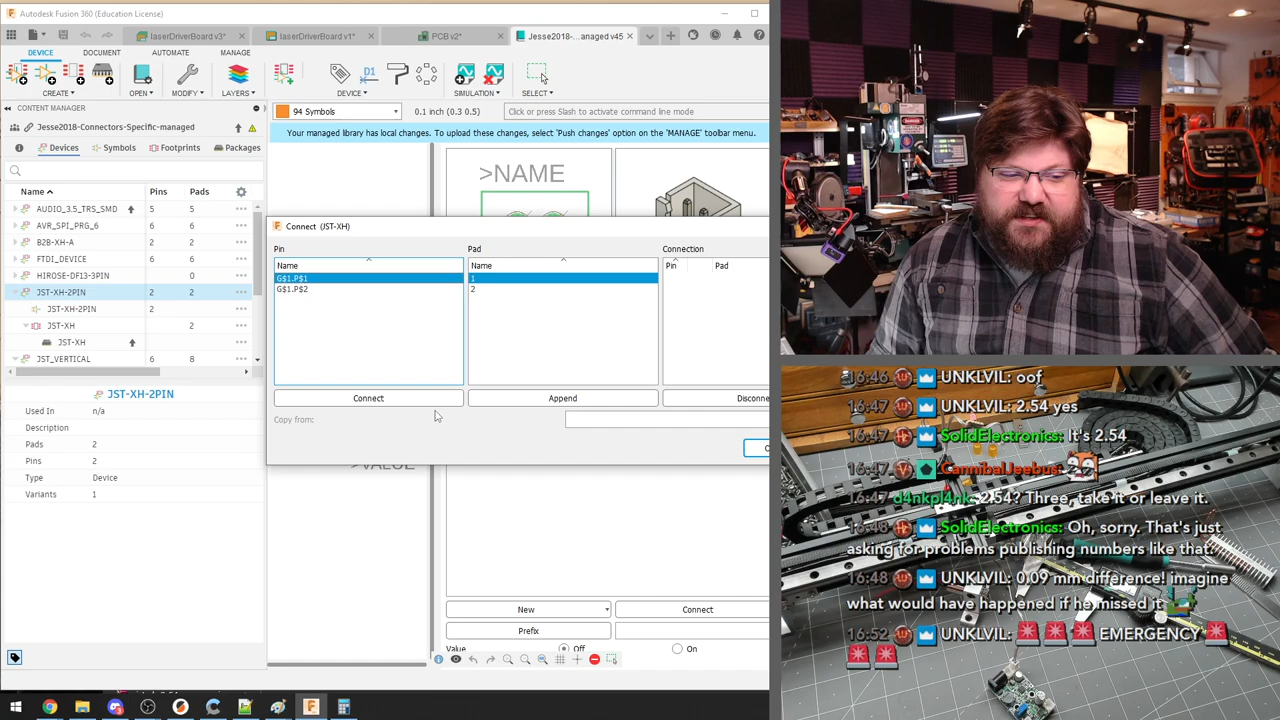 Autodesk Fusion 360 (Education License)
laserDriverBoard v3*
laserDriverBoard v1*
PCB v2*
Jesse2018-...anaged v45
DEVICE
DOCUMENT
AUTOMATE
MANAGE
CREATE
OPEN
MODIFY
LAYERS
DEVICE
SIMULATION
SELECT
D1
CONTENT MANAGER
94 Symbols
Click or press Slash to activate command line mode
Jesse2018 Connectors-Specific-managed
Your managed library has local changes. To upload these changes, select 'Push changes' option on the 'MANAGE' toolbar menu.
Devices
Symbols
Footprints
Packages
Name
Pins
Pads
AUDIO_3.5_TRS_SMD 5 5
AVR_SPI_PRG_6 6 6
B2B-XH-A 2 2
FTDI_DEVICE 6 6
HIROSE-DF13-3PIN 0
JST-XH-2PIN 2 2
JST-XH-2PIN 2
JST-XH 2
JST-XH
JST_VERTICAL 6 8
>NAME
Connect (JST-XH)
Pin
Pad
Connection
Name
Name
Pin
Pad
G$1.P$1
1
G$1.P$2
2
Connect
Append
Disconne
Copy from:
JST-XH-2PIN
Used In n/a
Description
Pads 2
Pins 2
Type Device
Variants 1
New
Connect
Prefix
Value
Off
On
16:46 UNKLVIL: oof
16:47 UNKLVIL: 2.54 yes
16:47 SolidElectronics: It's 2.54
16:47 CannibalJeebus:
16:47 d4nkpl4nk: 2.54? Three, take it or leave it.
16:48 SolidElectronics: Oh, sorry. That's just
asking for problems publishing numbers like that.
16:48 UNKLVIL: 0.09 mm difference! imagine
what would have happened if he missed it
16:52 UNKLVIL: 🚨🚨🚨 EMERGENCY 🚨
🚨🚨